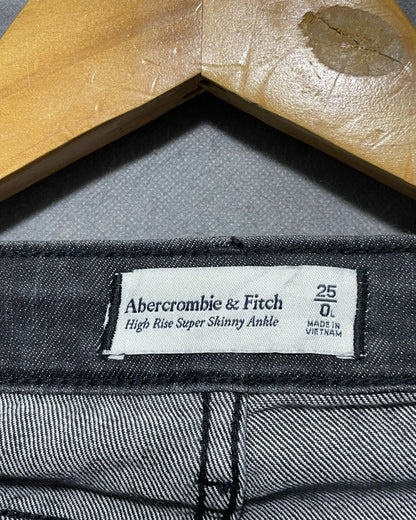 Abercrombie & Fitch
High Rise Super Skinny Ankle
25
0L
MADE IN
VIETNAM